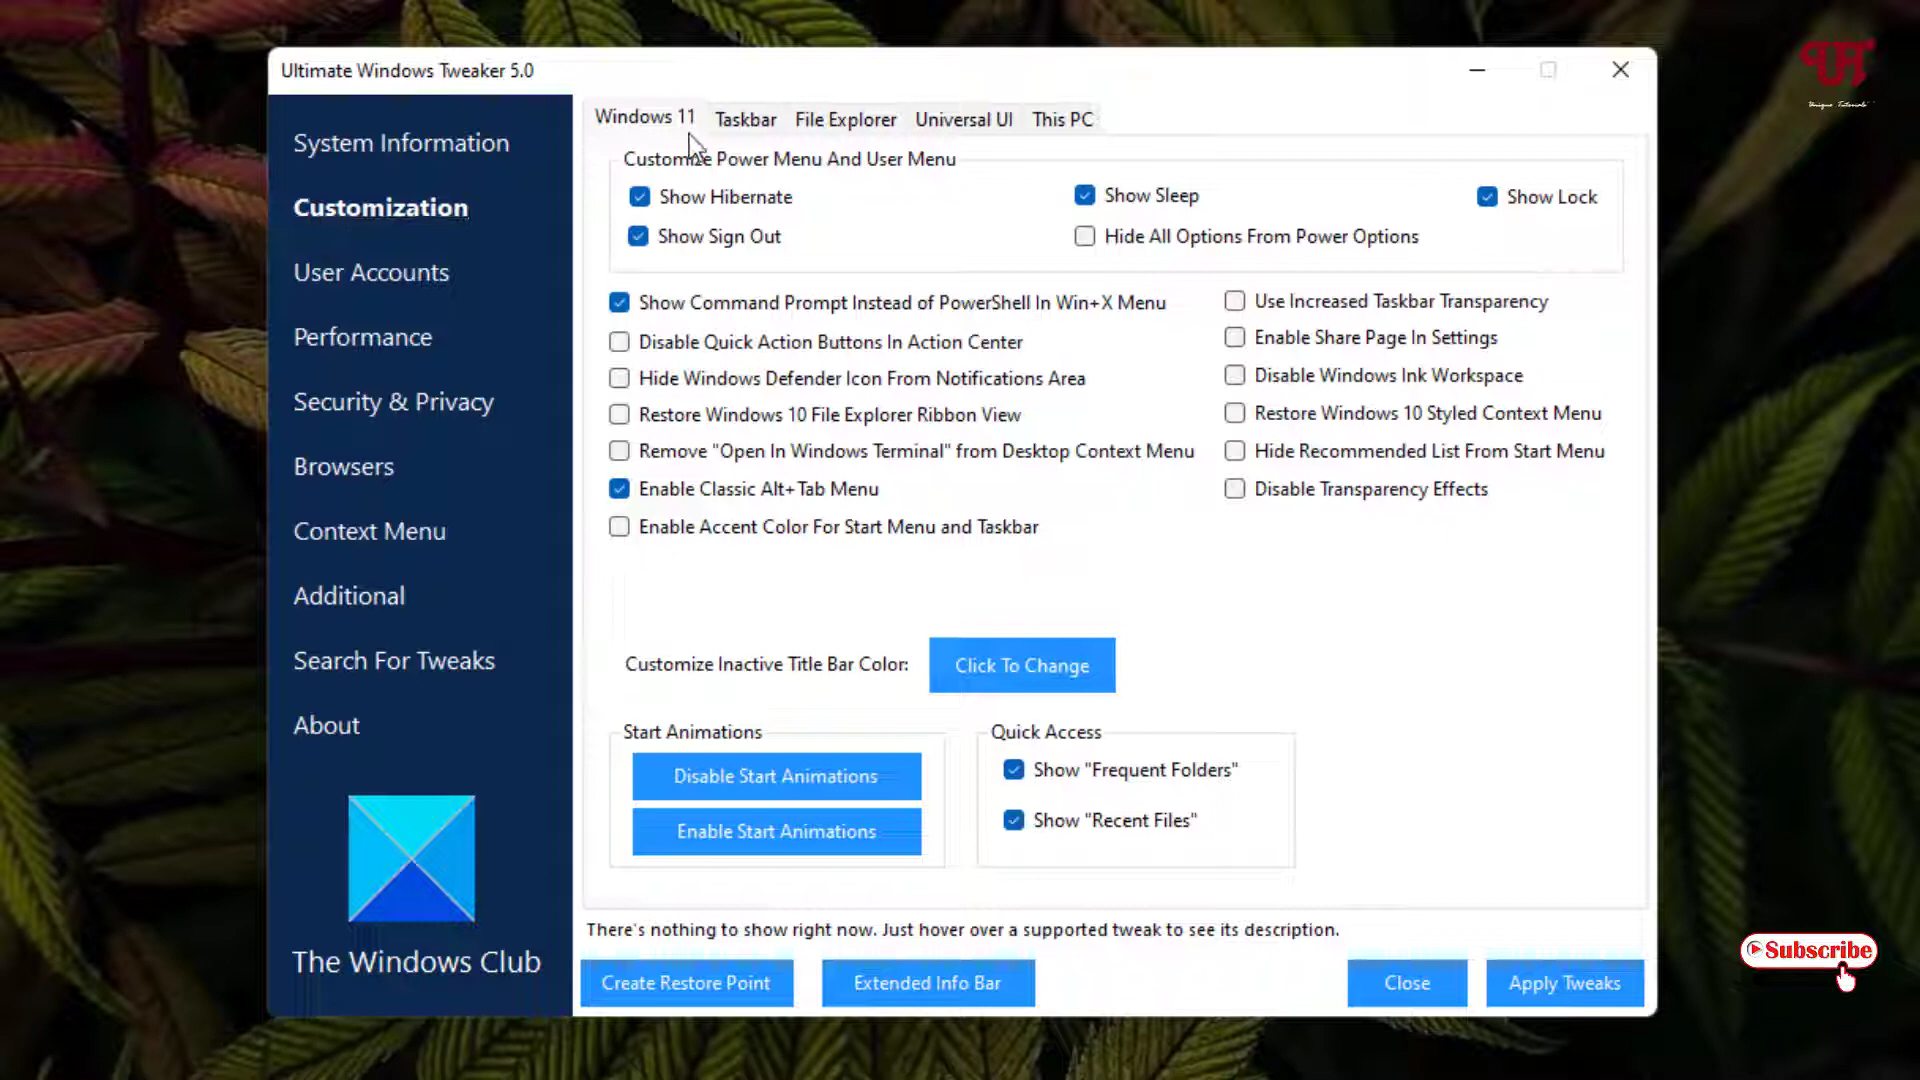 Ultimate Windows Tweaker 5.0
UT
Unique Tutorials
System Information
Customization
User Accounts
Performance
Security & Privacy
Browsers
Context Menu
Additional
Search For Tweaks
About
The Windows Club
Windows 11 Taskbar File Explorer Universal UI This PC
Customize Power Menu And User Menu
Show Hibernate Show Sleep Show Lock
Show Sign Out Hide All Options From Power Options
Show Command Prompt Instead of PowerShell In Win+X Menu
Disable Quick Action Buttons In Action Center
Hide Windows Defender Icon From Notifications Area
Restore Windows 10 File Explorer Ribbon View
Remove "Open In Windows Terminal" from Desktop Context Menu
Enable Classic Alt+Tab Menu
Enable Accent Color For Start Menu and Taskbar
Use Increased Taskbar Transparency
Enable Share Page In Settings
Disable Windows Ink Workspace
Restore Windows 10 Styled Context Menu
Hide Recommended List From Start Menu
Disable Transparency Effects
Customize Inactive Title Bar Color: Click To Change
Start Animations
Disable Start Animations
Enable Start Animations
Quick Access
Show "Frequent Folders"
Show "Recent Files"
There's nothing to show right now. Just hover over a supported tweak to see its description.
Create Restore Point Extended Info Bar Close Apply Tweaks
Subscribe